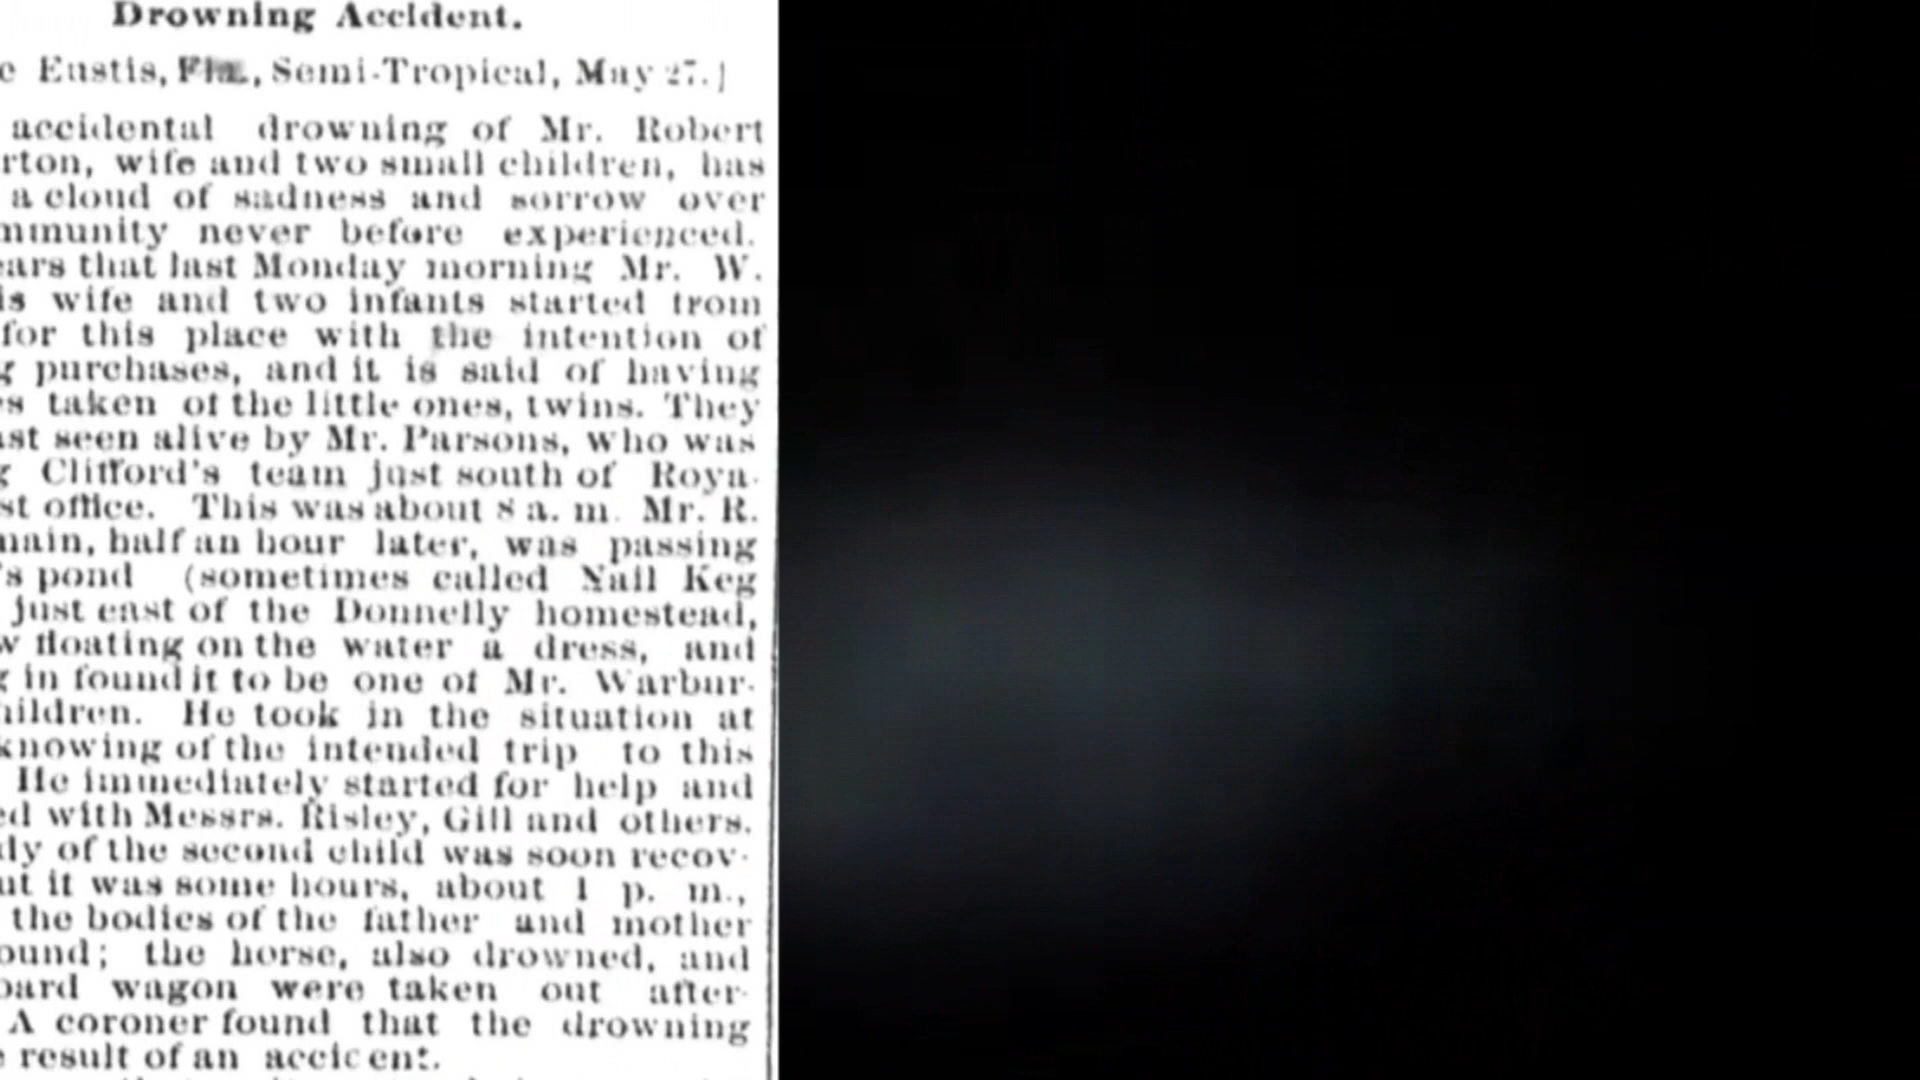 Drowning Accident.
e Eustis, Fla., Semi-Tropical, May 27.]
accidental drowning of Mr. Robert
rton, wife and two small children, has
a cloud of sadness and sorrow over
mmunity never before experienced.
ears that last Monday morning Mr. W.
is wife and two infants started from
for this place with the intention of
g purchases, and it is said of having
s taken of the little ones, twins. They
ast seen alive by Mr. Parsons, who was
g Clifford's team just south of Roya-
st office. This was about 8 a. m. Mr. R.
main, half an hour later, was passing
's pond (sometimes called Nail Keg
just east of the Donnelly homestead,
w floating on the water a dress, and
g in found it to be one of Mr. Warbur-
hildren. He took in the situation at
knowing of the intended trip to this
He immediately started for help and
ed with Messrs. Risley, Gill and others.
dy of the second child was soon recov-
ut it was some hours, about 1 p. m.,
the bodies of the father and mother
ound; the horse, also drowned, and
oard wagon were taken out after-
A coroner found that the drowning
e result of an accident.